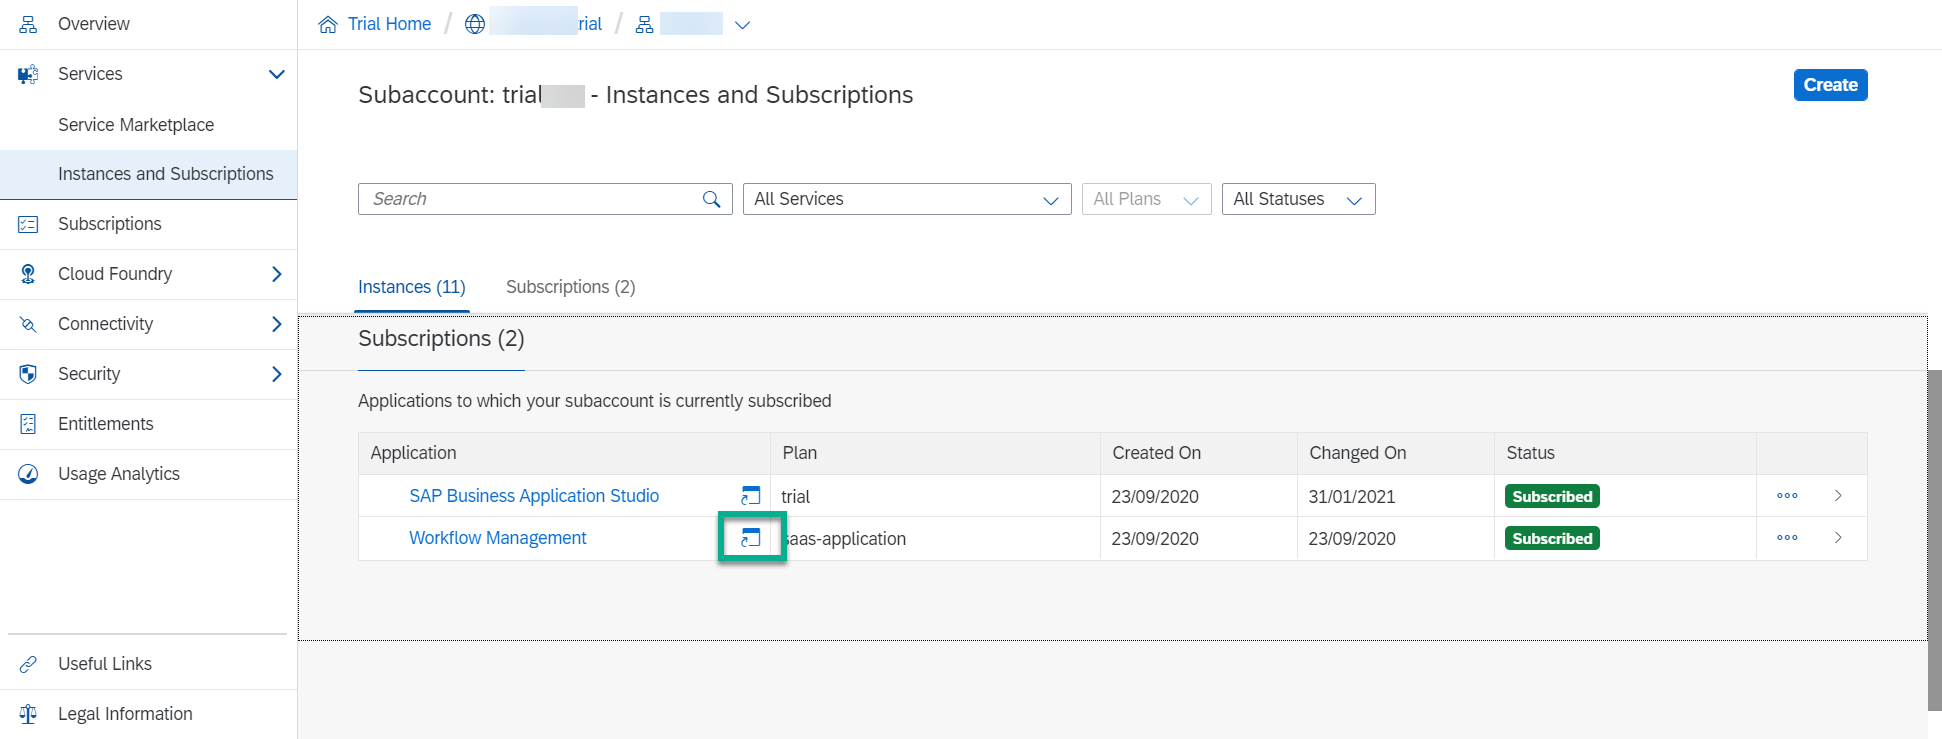 Overview
Services
Service Marketplace
Instances and Subscriptions
Subscriptions
Cloud Foundry
Connectivity
Security
Entitlements
Usage Analytics
Useful Links
Legal Information
Trial Home / rial /
Subaccount: trial - Instances and Subscriptions
Create
Search All Services All Plans All Statuses
Instances (11) Subscriptions (2)
Subscriptions (2)
Applications to which your subaccount is currently subscribed
Application Plan Created On Changed On Status
SAP Business Application Studio trial 23/09/2020 31/01/2021 Subscribed
Workflow Management saas-application 23/09/2020 23/09/2020 Subscribed